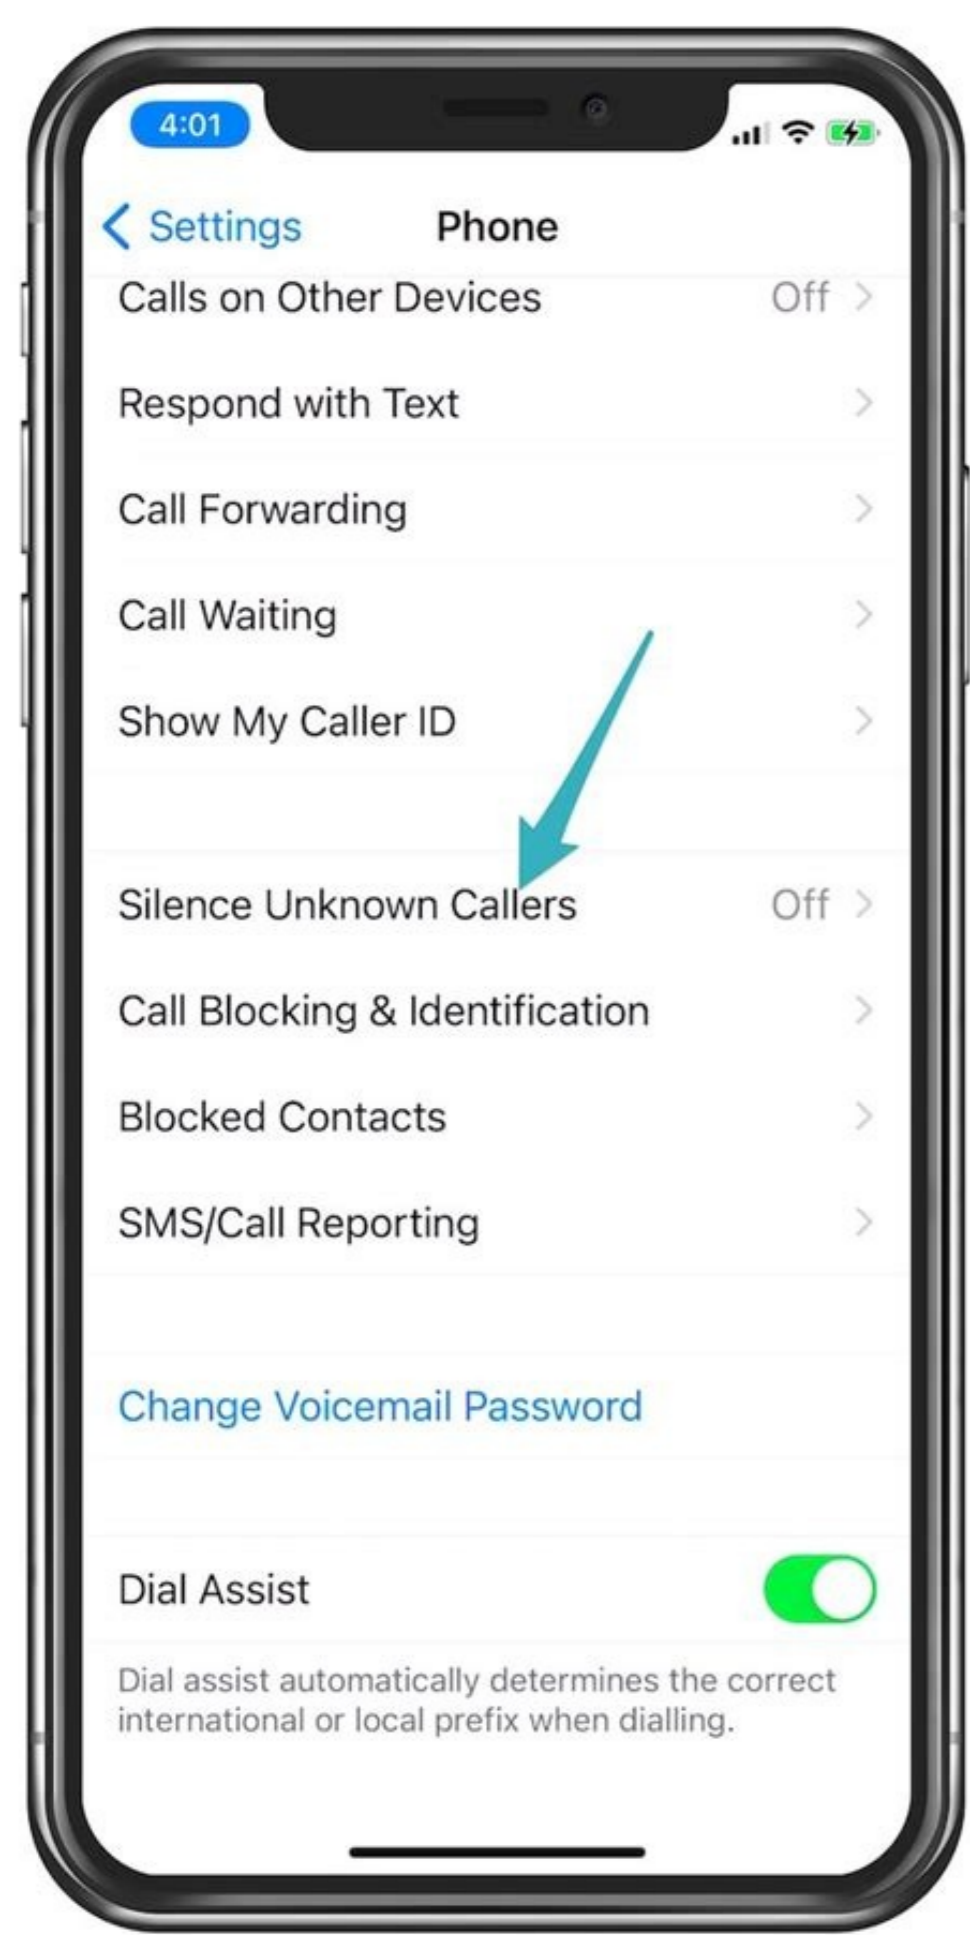 4:01
Settings
Phone
Calls on Other Devices Off
Respond with Text
Call Forwarding
Call Waiting
Show My Caller ID
Silence Unknown Callers Off
Call Blocking & Identification
Blocked Contacts
SMS/Call Reporting
Change Voicemail Password
Dial Assist
Dial assist automatically determines the correct
international or local prefix when dialling.